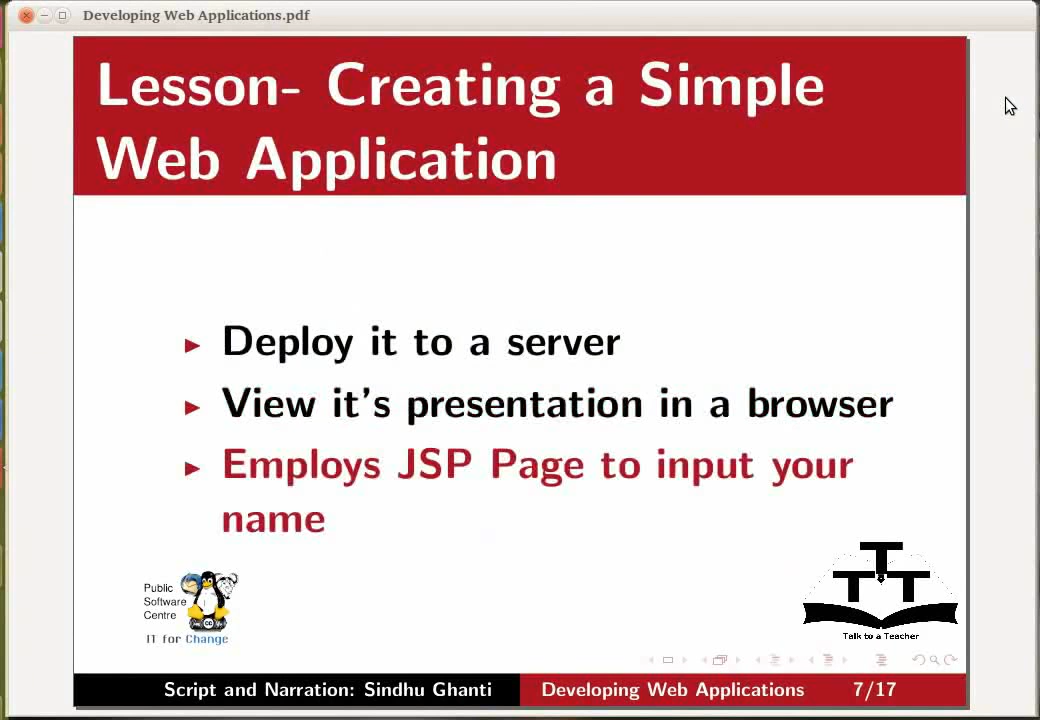 Developing Web Applications.pdf
Lesson- Creating a Simple
Web Application
▶ Deploy it to a server
▶ View it's presentation in a browser
▶ Employs JSP Page to input your
name
Public
Software
Centre
IT for Change
T T T
Talk to a Teacher
Script and Narration: Sindhu Ghanti Developing Web Applications 7/17